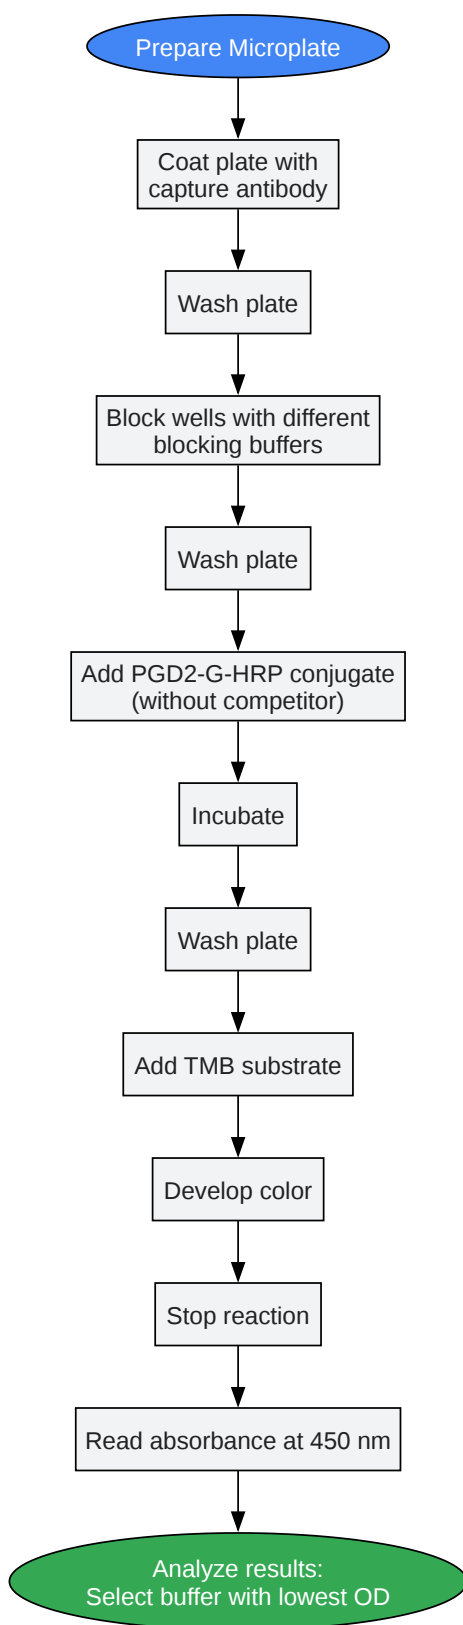 Prepare Microplate
Coat plate with
capture antibody
Wash plate
Block wells with different
blocking buffers
Wash plate
Add PGD2-G-HRP conjugate
(without competitor)
Incubate
Wash plate
Add TMB substrate
Develop color
Stop reaction
Read absorbance at 450 nm
Analyze results:
Select buffer with lowest OD